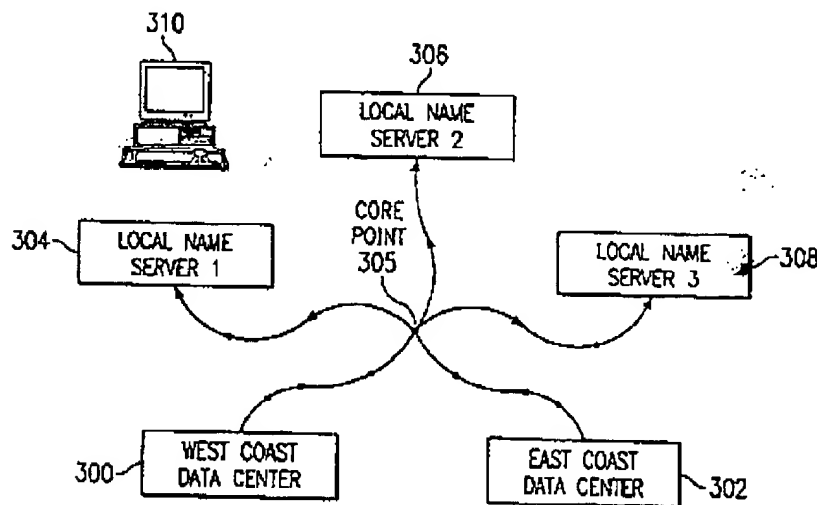 310
306
LOCAL NAME
SERVER 2
CORE
POINT
305
304
LOCAL NAME
SERVER 1
LOCAL NAME
SERVER 3
308
300
WEST COAST
DATA CENTER
EAST COAST
DATA CENTER
302